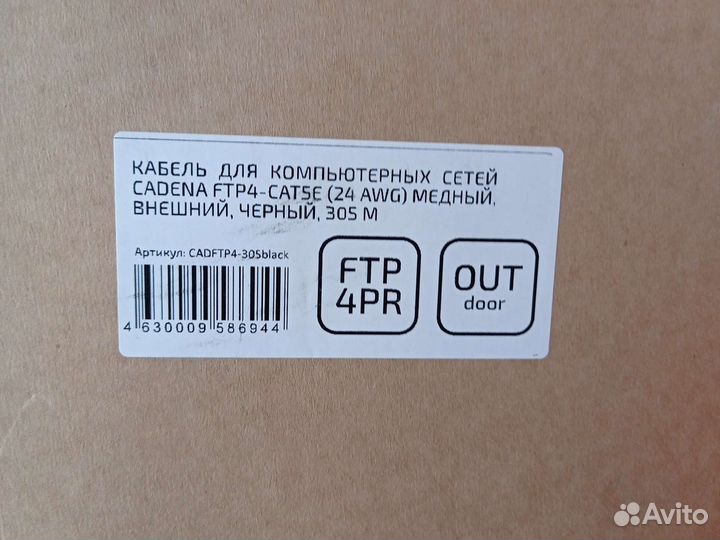 КАБЕЛЬ ДЛЯ КОМПЬЮТЕРНЫХ СЕТЕЙ
CADENA FTP4-CAT5E (24 AWG) МЕДНЫЙ,
ВНЕШНИЙ, ЧЕРНЫЙ, 305 М
Артикул: CADFTP4-305black
4 630009 586944
FTP
4PR
OUT
door
Avito